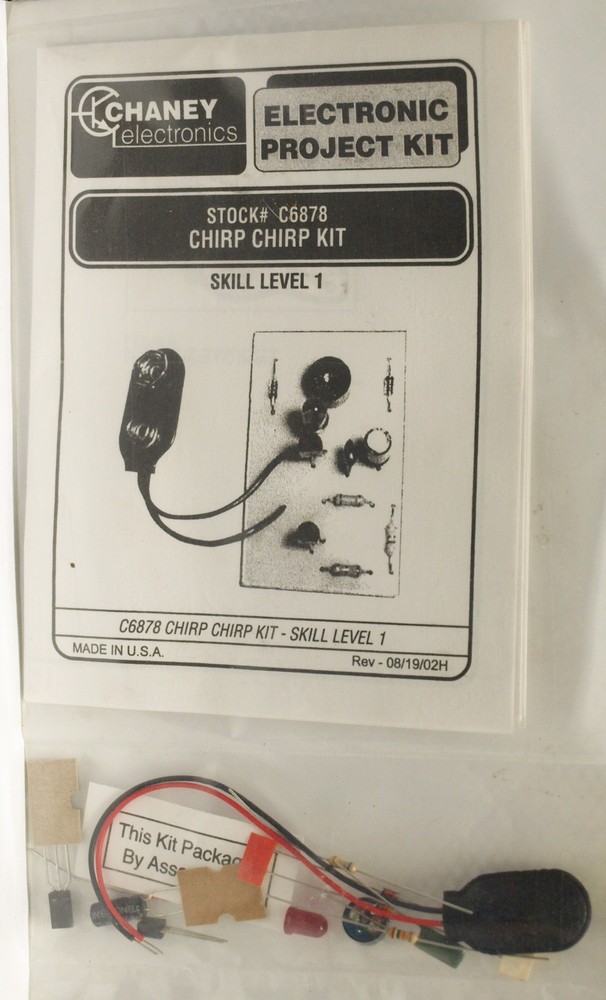 CHANEY
electronics
ELECTRONIC
PROJECT KIT
STOCK# C6878
CHIRP CHIRP KIT
SKILL LEVEL 1
C6878 CHIRP CHIRP KIT - SKILL LEVEL 1
MADE IN U.S.A.
Rev - 08/19/02H
This Kit Packag
By Ass